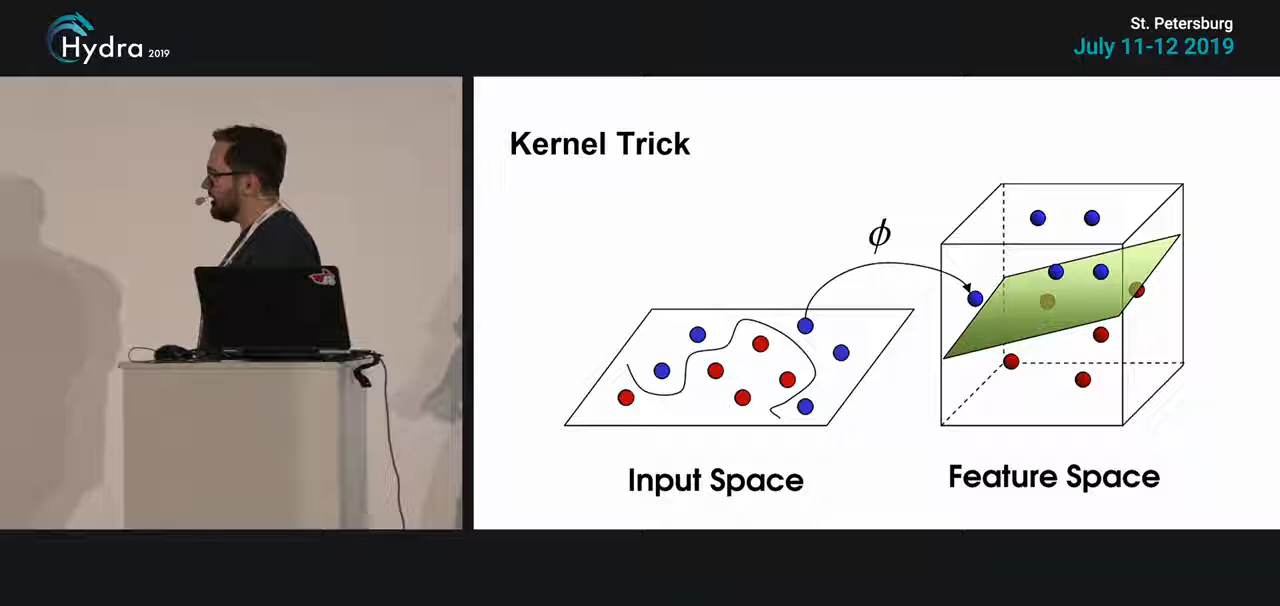 Hydra 2019
St. Petersburg
July 11-12 2019
Kernel Trick
ϕ
Input Space
Feature Space